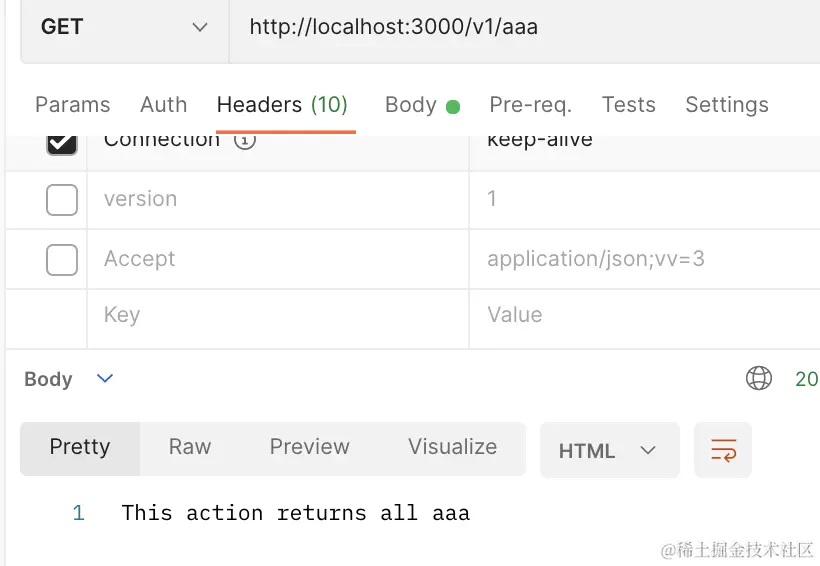 GET http://localhost:3000/v1/aaa
Params Auth Headers (10) Body Pre-req. Tests Settings
Connection keep-alive
version 1
Accept application/json;vv=3
Key Value
Body 20
Pretty Raw Preview Visualize HTML
1 This action returns all aaa
@稀土掘金技术社区